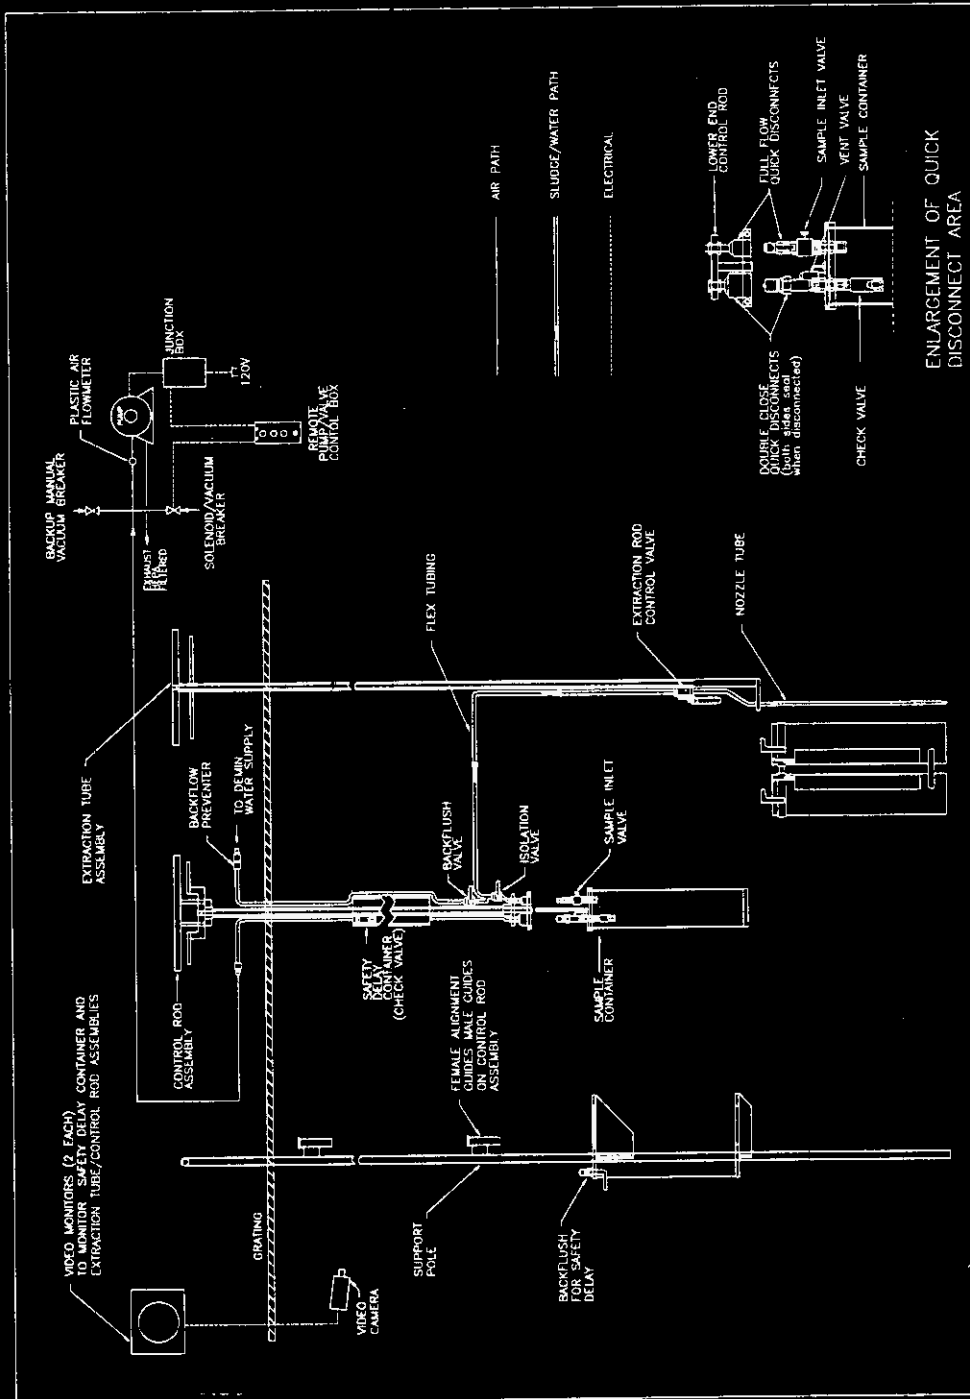 VIDEO MONITORS (2 EACH)
TO MONITOR SAFETY DELAY CONTAINER AND
EXTRACTION TUBE/CONTROL ROD ASSEMBLIES
CONTROL ROD
ASSEMBLY
EXTRACTION TUBE
ASSEMBLY
BACKFLOW
PREVENTER
TO DEMIN
WATER SUPPLY
BACKUP MANUAL
VACUUM BREAKER
PLASTIC AIR
FLOWMETER
PUMP
JUNCTION
BOX
120V
EXHAUST
FILTERED
SOLENOID/VACUUM
BREAKER
REMOTE
PUMP/VALVE
CONTROL BOX
GRATING
VIDEO
CAMERA
SUPPORT
POLE
FEMALE ALIGNMENT
GUIDES MALE GUIDES
ON CONTROL ROD
ASSEMBLY
BACKFLUSH
FOR SAFETY
DELAY
SAFETY
DELAY
CONTAINER
(CHECK VALVE)
BACKFLUSH
VALVE
ISOLATION
VALVE
SAMPLE INLET
VALVE
SAMPLE
CONTAINER
FLEX TUBING
EXTRACTION ROD
CONTROL VALVE
NOZZLE TUBE
AIR PATH
SLUDGE/WATER PATH
ELECTRICAL
LOWER END
CONTROL ROD
FULL FLOW
QUICK DISCONNECTS
SAMPLE INLET VALVE
VENT VALVE
SAMPLE CONTAINER
DOUBLE CLOSE
QUICK DISCONNECTS
(both sides seal
when disconnected)
CHECK VALVE
ENLARGEMENT OF QUICK
DISCONNECT AREA